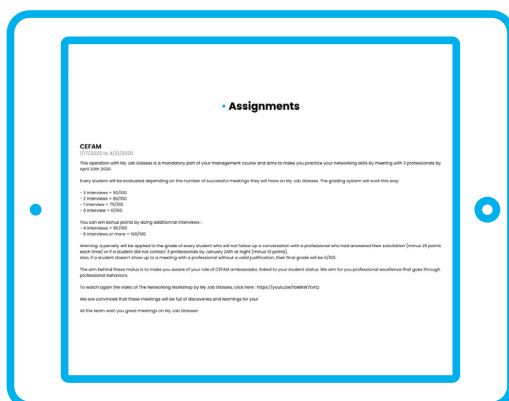 Assignments
CEFAM
1/17/2020 to 4/21/2020
This operation with My Job Glasses is a mandatory part of your management course and aims to make you practice your networking skills by meeting with 3 professionals by
April 20th 2020.
Every student will be evaluated depending on the number of successful meetings they will have on My Job Glasses. The grading system will work this way:
- 3 interviews = 90/100
- 2 interviews = 80/100
- 1 interview = 70/100
- 0 interview = 0/100
You can win bonus points by doing additionnal interviews :
- 4 interviews = 95/100
- 5 interviews or more = 100/100
Warning: a penalty will be applied to the grade of every student who will not follow up a conversation with a professional who had answered their solicitation (minus 25 points
each time) or if a student did not contact 3 professionals by January 24th at night (minus 10 points).
Also, if a student doesn't show up to a meeting with a professional without a valid justification, their final grade will be 0/100.
The aim behind these malus is to make you aware of your role of CEFAM ambassador, linked to your student status. We aim for you professional excellence that goes through
professional behaviors.
To watch again the video of The Networking Workshop by My Job Glasses, click here :
We are convinced that these meetings will be full of discoveries and learnings for you!
All the team wish you great meetings on My Job Glasses!